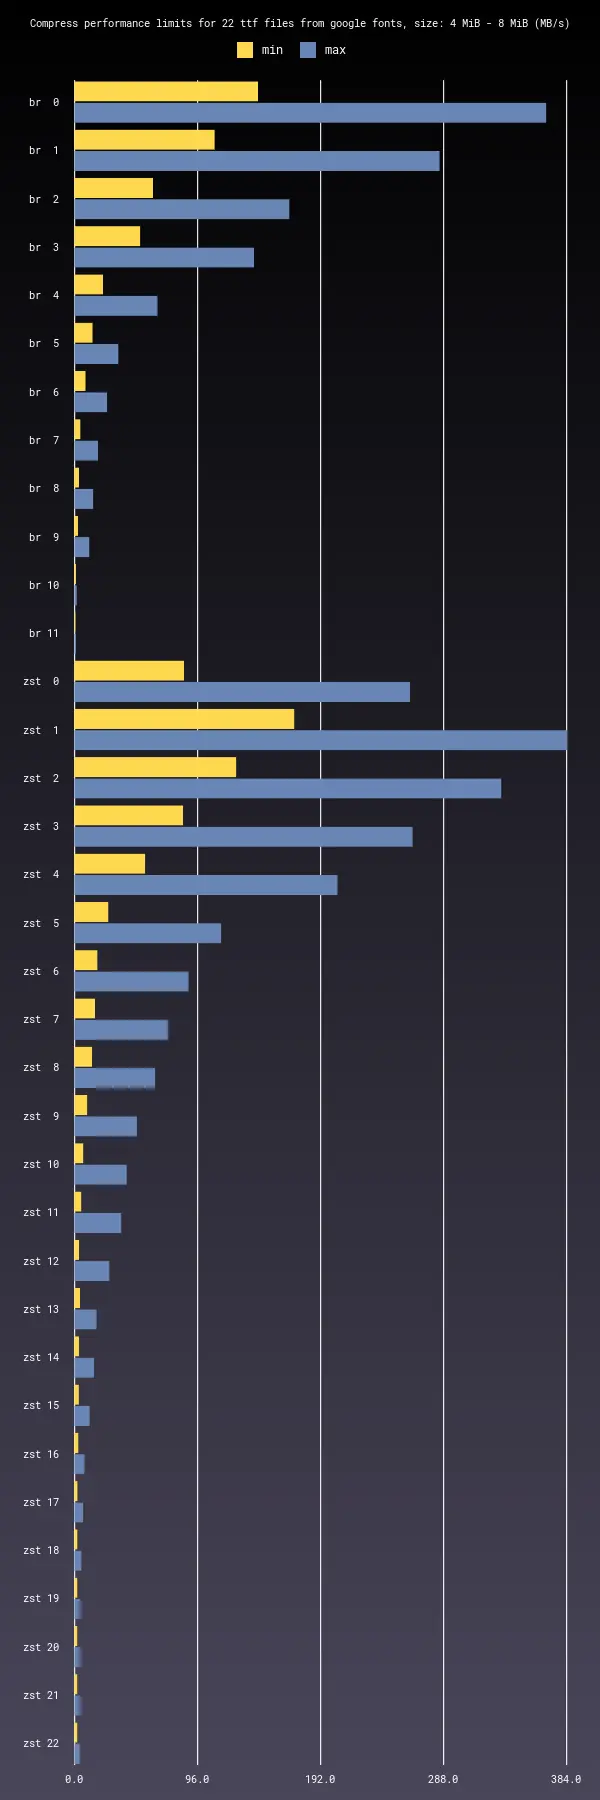 Compress performance limits for 22 ttf files from google fonts, size: 4 MiB - 8 MiB (MB/s)
min max
br 0
br 1
br 2
br 3
br 4
br 5
br 6
br 7
br 8
br 9
br 10
br 11
zst 0
zst 1
zst 2
zst 3
zst 4
zst 5
zst 6
zst 7
zst 8
zst 9
zst 10
zst 11
zst 12
zst 13
zst 14
zst 15
zst 16
zst 17
zst 18
zst 19
zst 20
zst 21
zst 22
0.0 96.0 192.0 288.0 384.0